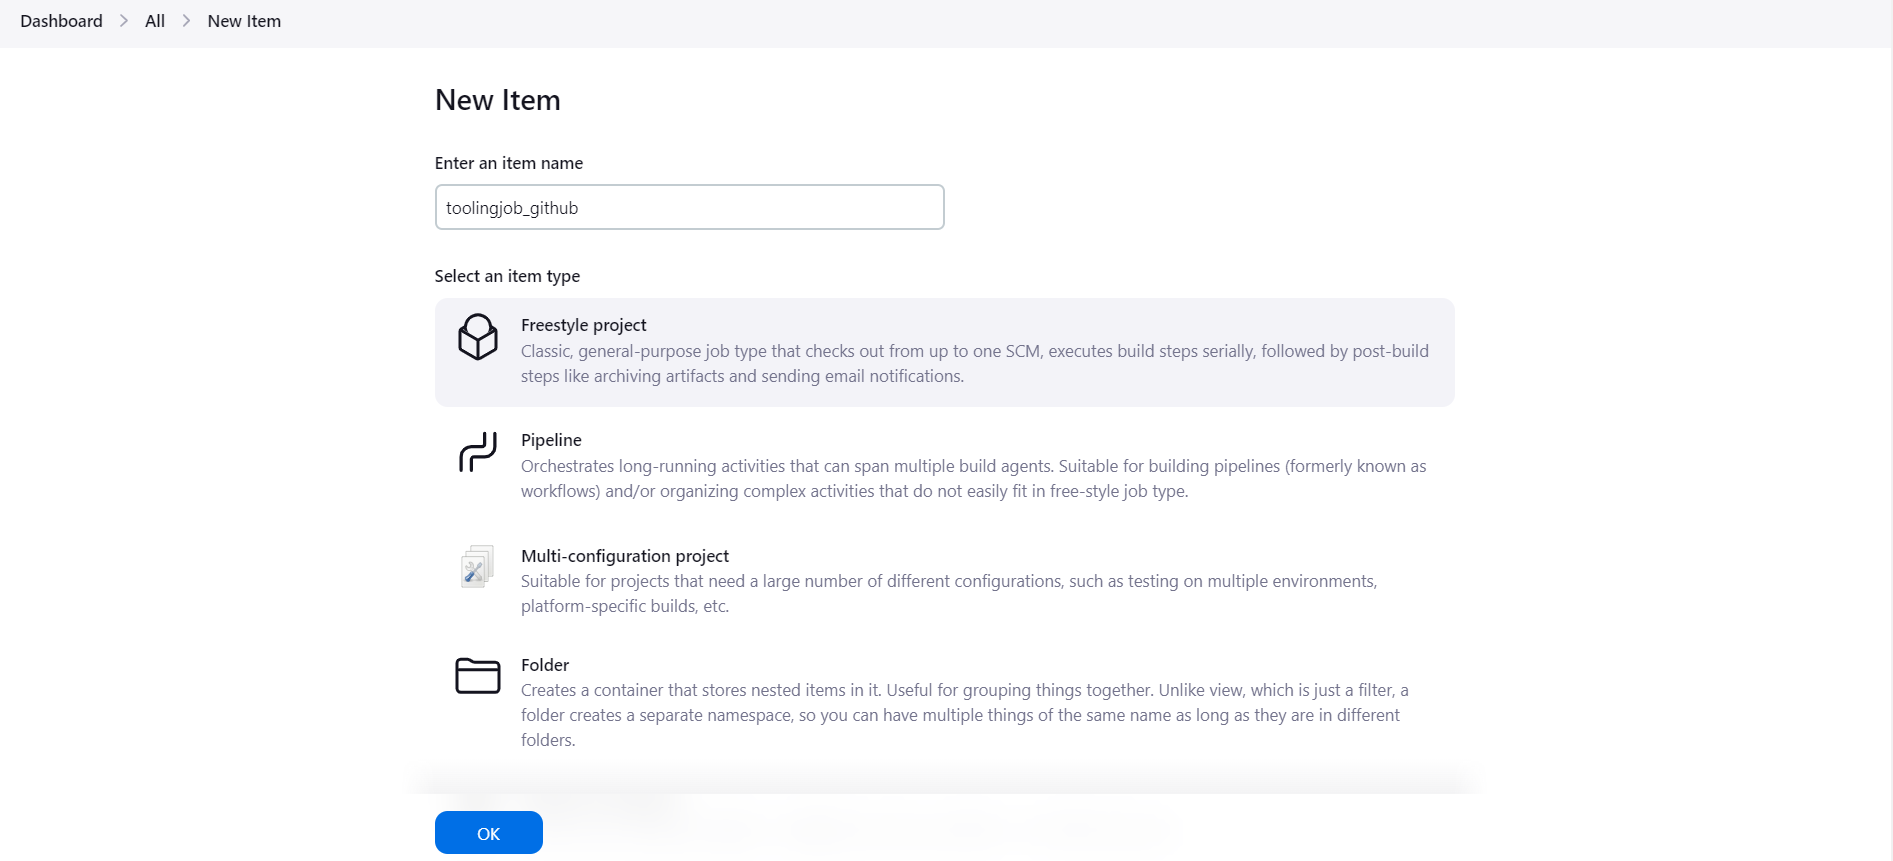 Dashboard > All > New Item
New Item
Enter an item name
toolingjob_github
Select an item type
Freestyle project
Classic, general-purpose job type that checks out from up to one SCM, executes build steps serially, followed by post-build
steps like archiving artifacts and sending email notifications.
Pipeline
Orchestrates long-running activities that can span multiple build agents. Suitable for building pipelines (formerly known as
workflows) and/or organizing complex activities that do not easily fit in free-style job type.
Multi-configuration project
Suitable for projects that need a large number of different configurations, such as testing on multiple environments,
platform-specific builds, etc.
Folder
Creates a container that stores nested items in it. Useful for grouping things together. Unlike view, which is just a filter, a
folder creates a separate namespace, so you can have multiple things of the same name as long as they are in different
folders.
OK